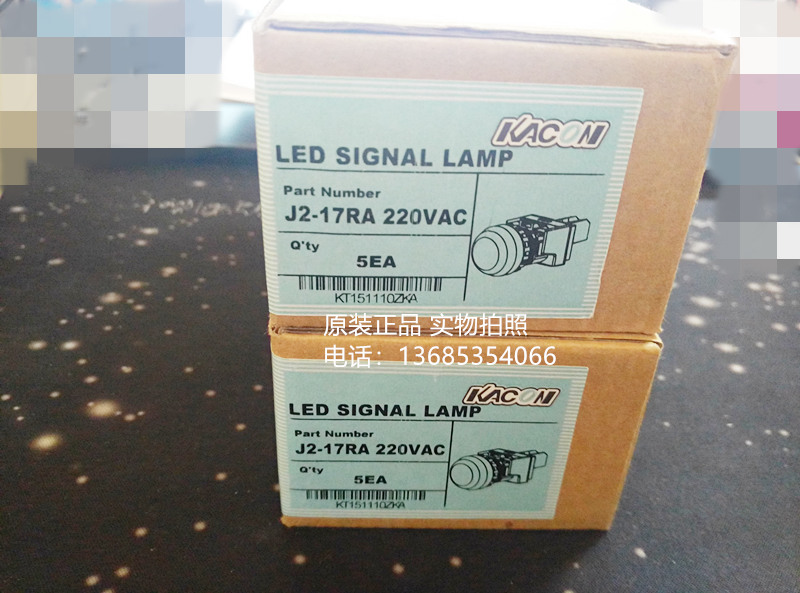 KACON
LED SIGNAL LAMP
Part Number
J2-17RA 220VAC
Q'ty
5EA
KT151110ZKA
原装正品 实物拍照
电话：13685354066
KACON
LED SIGNAL LAMP
Part Number
J2-17RA 220VAC
Q'ty
5EA
KT151110ZKA